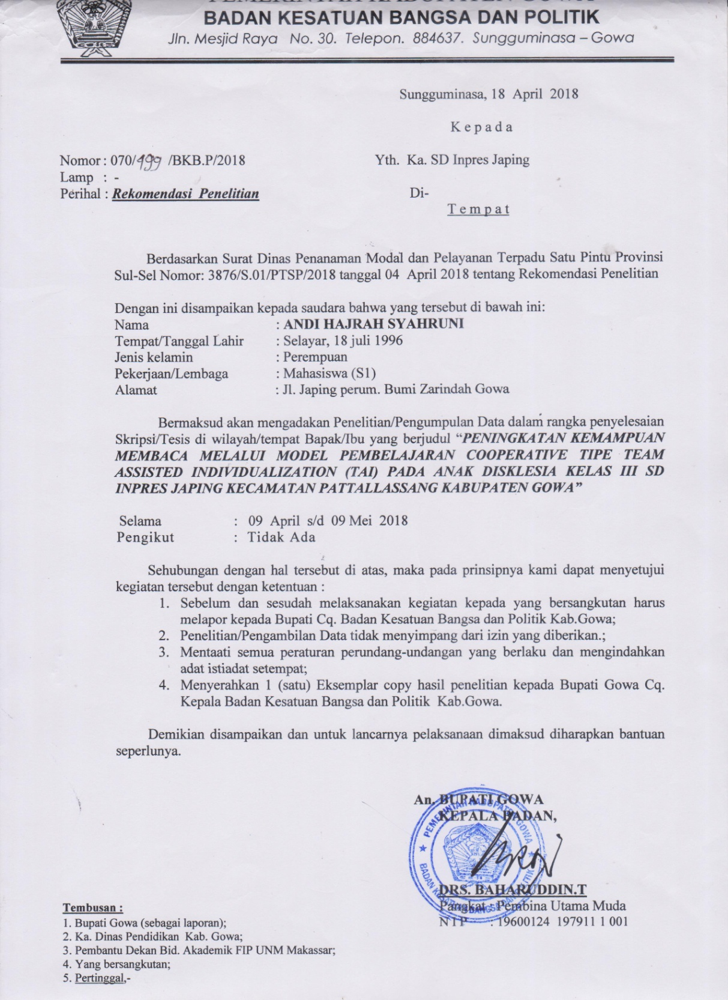 PEMERINTAH KABUPATEN GOWA
BADAN KESATUAN BANGSA DAN POLITIK
Jln. Mesjid Raya No. 30. Telepon. 884637. Sungguminasa – Gowa
Sungguminasa, 18 April 2018
K e p a d a
Nomor : 070/499 /BKB.P/2018
Yth. Ka. SD Inpres Japing
Lamp : -
Perihal : Rekomendasi Penelitian
Di-
T e m p a t
Berdasarkan Surat Dinas Penanaman Modal dan Pelayanan Terpadu Satu Pintu Provinsi
Sul-Sel Nomor: 3876/S.01/PTSP/2018 tanggal 04 April 2018 tentang Rekomendasi Penelitian
Dengan ini disampaikan kepada saudara bahwa yang tersebut di bawah ini:
Nama : ANDI HAJRAH SYAHRUNI
Tempat/Tanggal Lahir : Selayar, 18 juli 1996
Jenis kelamin : Perempuan
Pekerjaan/Lembaga : Mahasiswa (S1)
Alamat : Jl. Japing perum. Bumi Zarindah Gowa
Bermaksud akan mengadakan Penelitian/Pengumpulan Data dalam rangka penyelesaian
Skripsi/Tesis di wilayah/tempat Bapak/Ibu yang berjudul “PENINGKATAN KEMAMPUAN
MEMBACA MELALUI MODEL PEMBELAJARAN COOPERATIVE TIPE TEAM
ASSISTED INDIVIDUALIZATION (TAI) PADA ANAK DISKLESIA KELAS III SD
INPRES JAPING KECAMATAN PATTALLASSANG KABUPATEN GOWA”
Selama : 09 April s/d 09 Mei 2018
Pengikut : Tidak Ada
Sehubungan dengan hal tersebut di atas, maka pada prinsipnya kami dapat menyetujui
kegiatan tersebut dengan ketentuan :
1. Sebelum dan sesudah melaksanakan kegiatan kepada yang bersangkutan harus
melapor kepada Bupati Cq. Badan Kesatuan Bangsa dan Politik Kab.Gowa;
2. Penelitian/Pengambilan Data tidak menyimpang dari izin yang diberikan.;
3. Mentaati semua peraturan perundang-undangan yang berlaku dan mengindahkan
adat istiadat setempat;
4. Menyerahkan 1 (satu) Eksemplar copy hasil penelitian kepada Bupati Gowa Cq.
Kepala Badan Kesatuan Bangsa dan Politik Kab.Gowa.
Demikian disampaikan dan untuk lancarnya pelaksanaan dimaksud diharapkan bantuan
seperlunya.
An. BUPATI GOWA
KEPALA BADAN,
PEMERINTAH KABUPATEN GOWA
BADAN KESATUAN BANGSA DAN POLITIK
DRS. BAHARUDDIN.T
Pangkat : Pembina Utama Muda
N I P : 19600124 197911 1 001
Tembusan :
1. Bupati Gowa (sebagai laporan);
2. Ka. Dinas Pendidikan Kab. Gowa;
3. Pembantu Dekan Bid. Akademik FIP UNM Makassar;
4. Yang bersangkutan;
5. Pertinggal,-